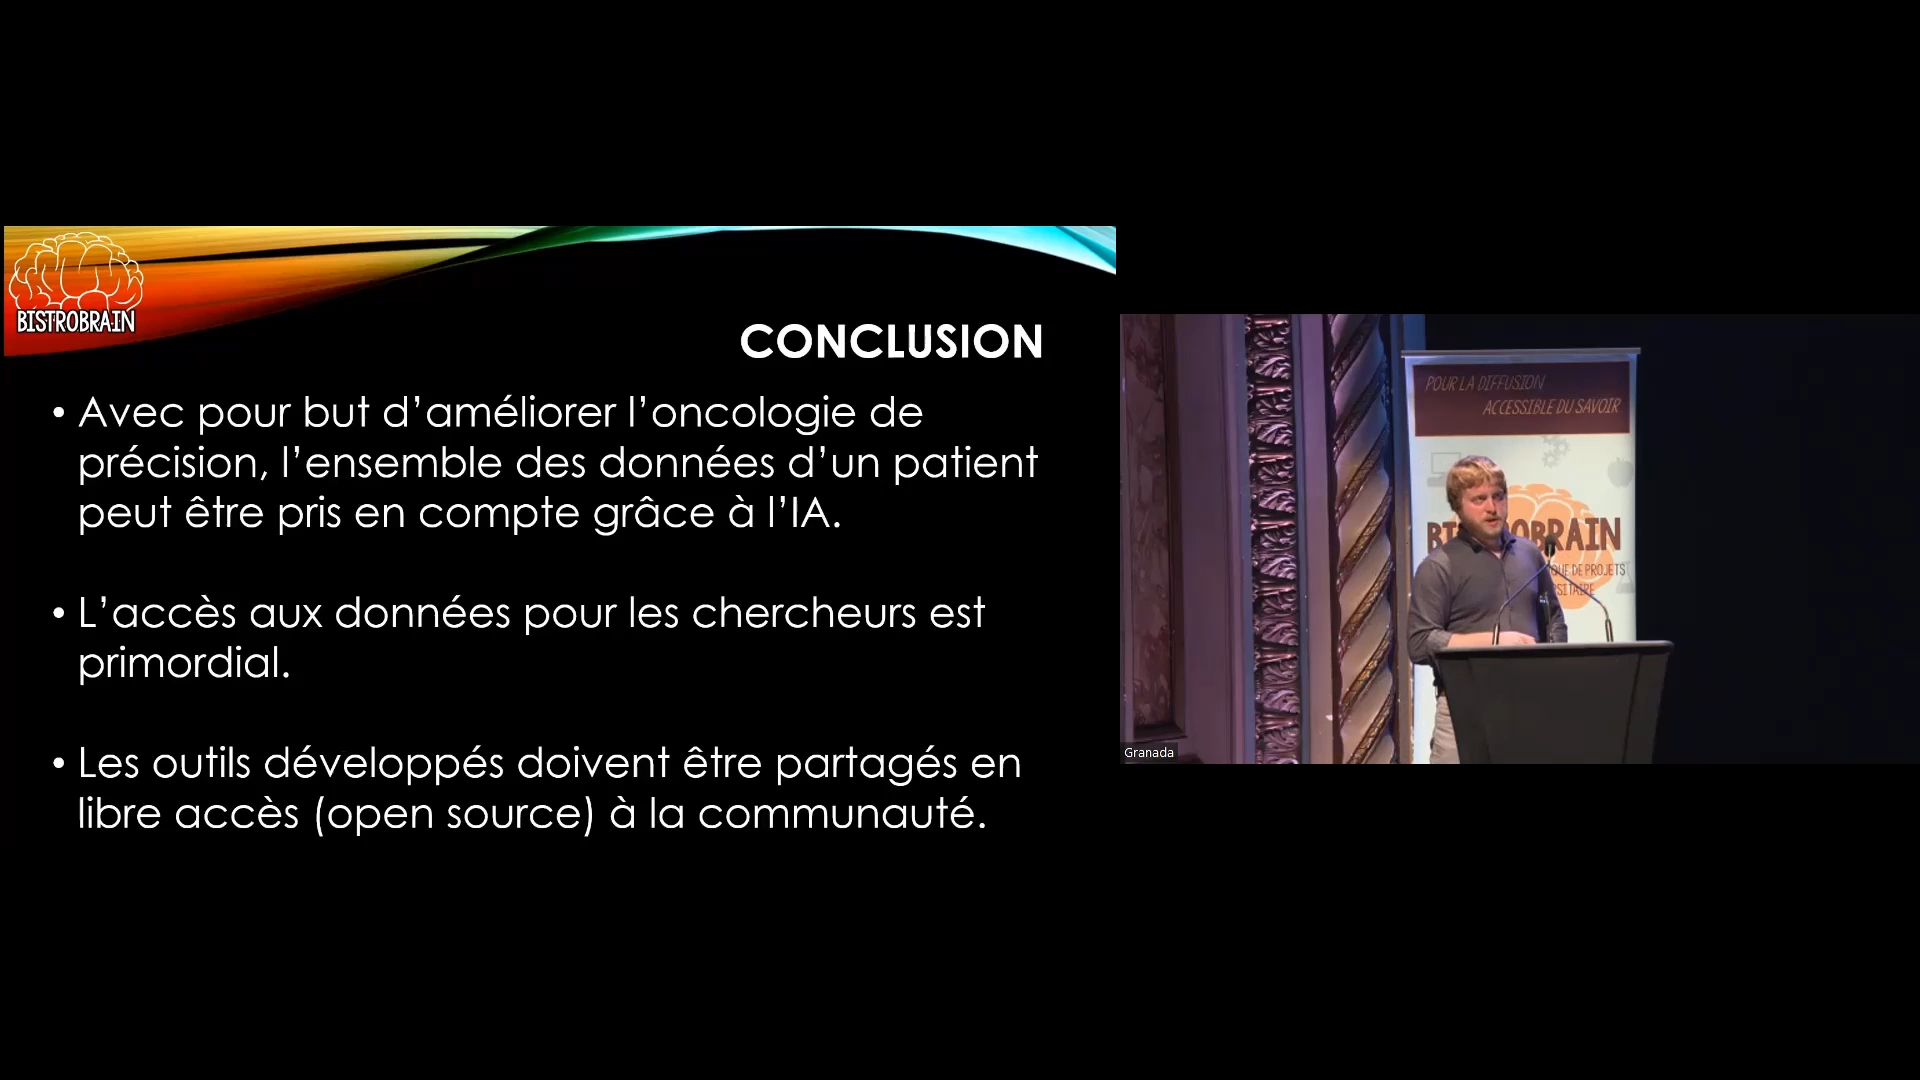 BISTROBRAIN
CONCLUSION
• Avec pour but d’améliorer l’oncologie de
précision, l’ensemble des données d’un patient
peut être pris en compte grâce à l’IA.
• L’accès aux données pour les chercheurs est
primordial.
• Les outils développés doivent être partagés en
libre accès (open source) à la communauté.
POUR LA DIFFUSION
ACCESSIBLE DU SAVOIR
DE PROJETS
Granada